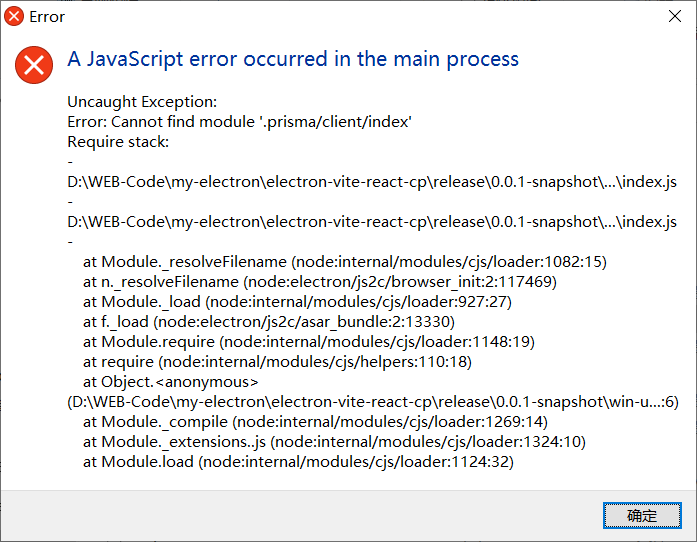 Error
A JavaScript error occurred in the main process
Uncaught Exception:
Error: Cannot find module '.prisma/client/index'
Require stack:
-
D:\WEB-Code\my-electron\electron-vite-react-cp\release\0.0.1-snapshot\...\index.js
-
D:\WEB-Code\my-electron\electron-vite-react-cp\release\0.0.1-snapshot\...\index.js
-
at Module._resolveFilename (node:internal/modules/cjs/loader:1082:15)
at n._resolveFilename (node:electron/js2c/browser_init:2:117469)
at Module._load (node:internal/modules/cjs/loader:927:27)
at f._load (node:electron/js2c/asar_bundle:2:13330)
at Module.require (node:internal/modules/cjs/loader:1148:19)
at require (node:internal/modules/cjs/helpers:110:18)
at Object.<anonymous>
(D:\WEB-Code\my-electron\electron-vite-react-cp\release\0.0.1-snapshot\win-u...:6)
at Module._compile (node:internal/modules/cjs/loader:1269:14)
at Module._extensions..js (node:internal/modules/cjs/loader:1324:10)
at Module.load (node:internal/modules/cjs/loader:1124:32)
确定